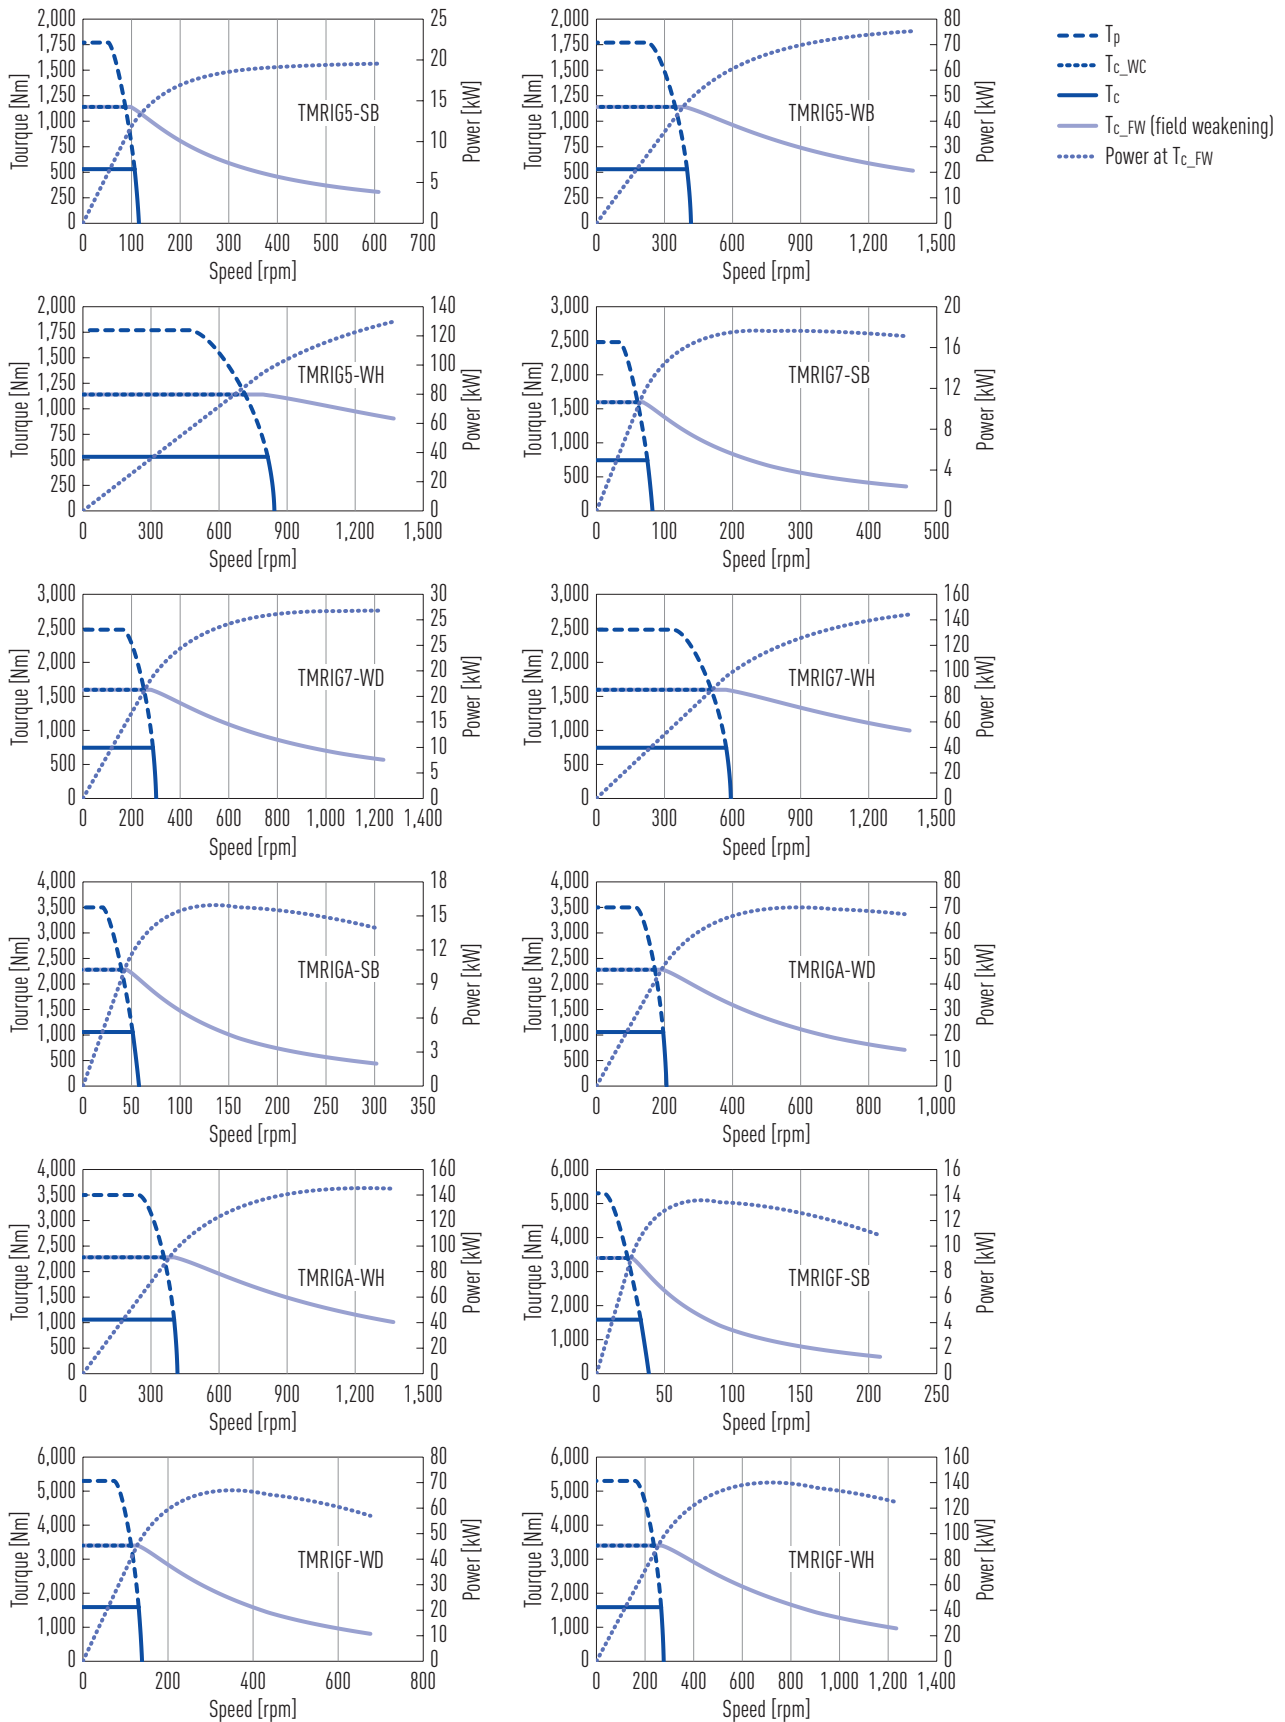 2,000
1,750
1,500
1,250
1,000
750
500
250
0
Tourque [Nm]
25
20
15
10
5
0
Power [kW]
TMRIG5-SB
0 100 200 300 400 500 600 700
Speed [rpm]
2,000
1,750
1,500
1,250
1,000
750
500
250
0
Tourque [Nm]
80
70
60
50
40
30
20
10
0
Power [kW]
TMRIG5-WB
0 300 600 900 1,200 1,500
Speed [rpm]
Tp
Tc_WC
Tc
Tc_FW (field weakening)
Power at Tc_FW
2,000
1,750
1,500
1,250
1,000
750
500
250
0
Tourque [Nm]
140
120
100
80
60
40
20
0
Power [kW]
TMRIG5-WH
0 300 600 900 1,200 1,500
Speed [rpm]
3,000
2,500
2,000
1,500
1,000
500
0
Tourque [Nm]
20
16
12
8
4
0
Power [kW]
TMRIG7-SB
0 100 200 300 400 500
Speed [rpm]
3,000
2,500
2,000
1,500
1,000
500
0
Tourque [Nm]
30
25
20
20
15
10
5
0
Power [kW]
TMRIG7-WD
0 200 400 600 800 1,000 1,200 1,400
Speed [rpm]
3,000
2,500
2,000
1,500
1,000
500
0
Tourque [Nm]
160
140
120
100
80
60
40
20
0
Power [kW]
TMRIG7-WH
0 300 600 900 1,200 1,500
Speed [rpm]
4,000
3,500
3,000
2,500
2,000
1,500
1,000
500
0
Tourque [Nm]
18
15
12
9
6
3
0
Power [kW]
TMRIGA-SB
0 50 100 150 200 250 300 350
Speed [rpm]
4,000
3,500
3,000
2,500
2,000
1,500
1,000
500
0
Tourque [Nm]
80
70
60
50
40
30
20
10
0
Power [kW]
TMRIGA-WD
0 200 400 600 800 1,000
Speed [rpm]
4,000
3,500
3,000
2,500
2,000
1,500
1,000
500
0
Tourque [Nm]
160
140
120
100
80
60
40
20
0
Power [kW]
TMRIGA-WH
0 300 600 900 1,200 1,500
Speed [rpm]
6,000
5,000
4,000
3,000
2,000
1,000
0
Tourque [Nm]
16
14
12
10
8
6
4
2
0
Power [kW]
TMRIGF-SB
0 50 100 150 200 250
Speed [rpm]
6,000
5,000
4,000
3,000
2,000
1,000
0
Tourque [Nm]
80
70
60
50
40
30
20
10
0
Power [kW]
TMRIGF-WD
0 200 400 600 800
Speed [rpm]
6,000
5,000
4,000
3,000
2,000
1,000
0
Tourque [Nm]
160
140
120
100
80
60
40
20
0
Power [kW]
TMRIGF-WH
0 200 400 600 800 1,000 1,200 1,400
Speed [rpm]